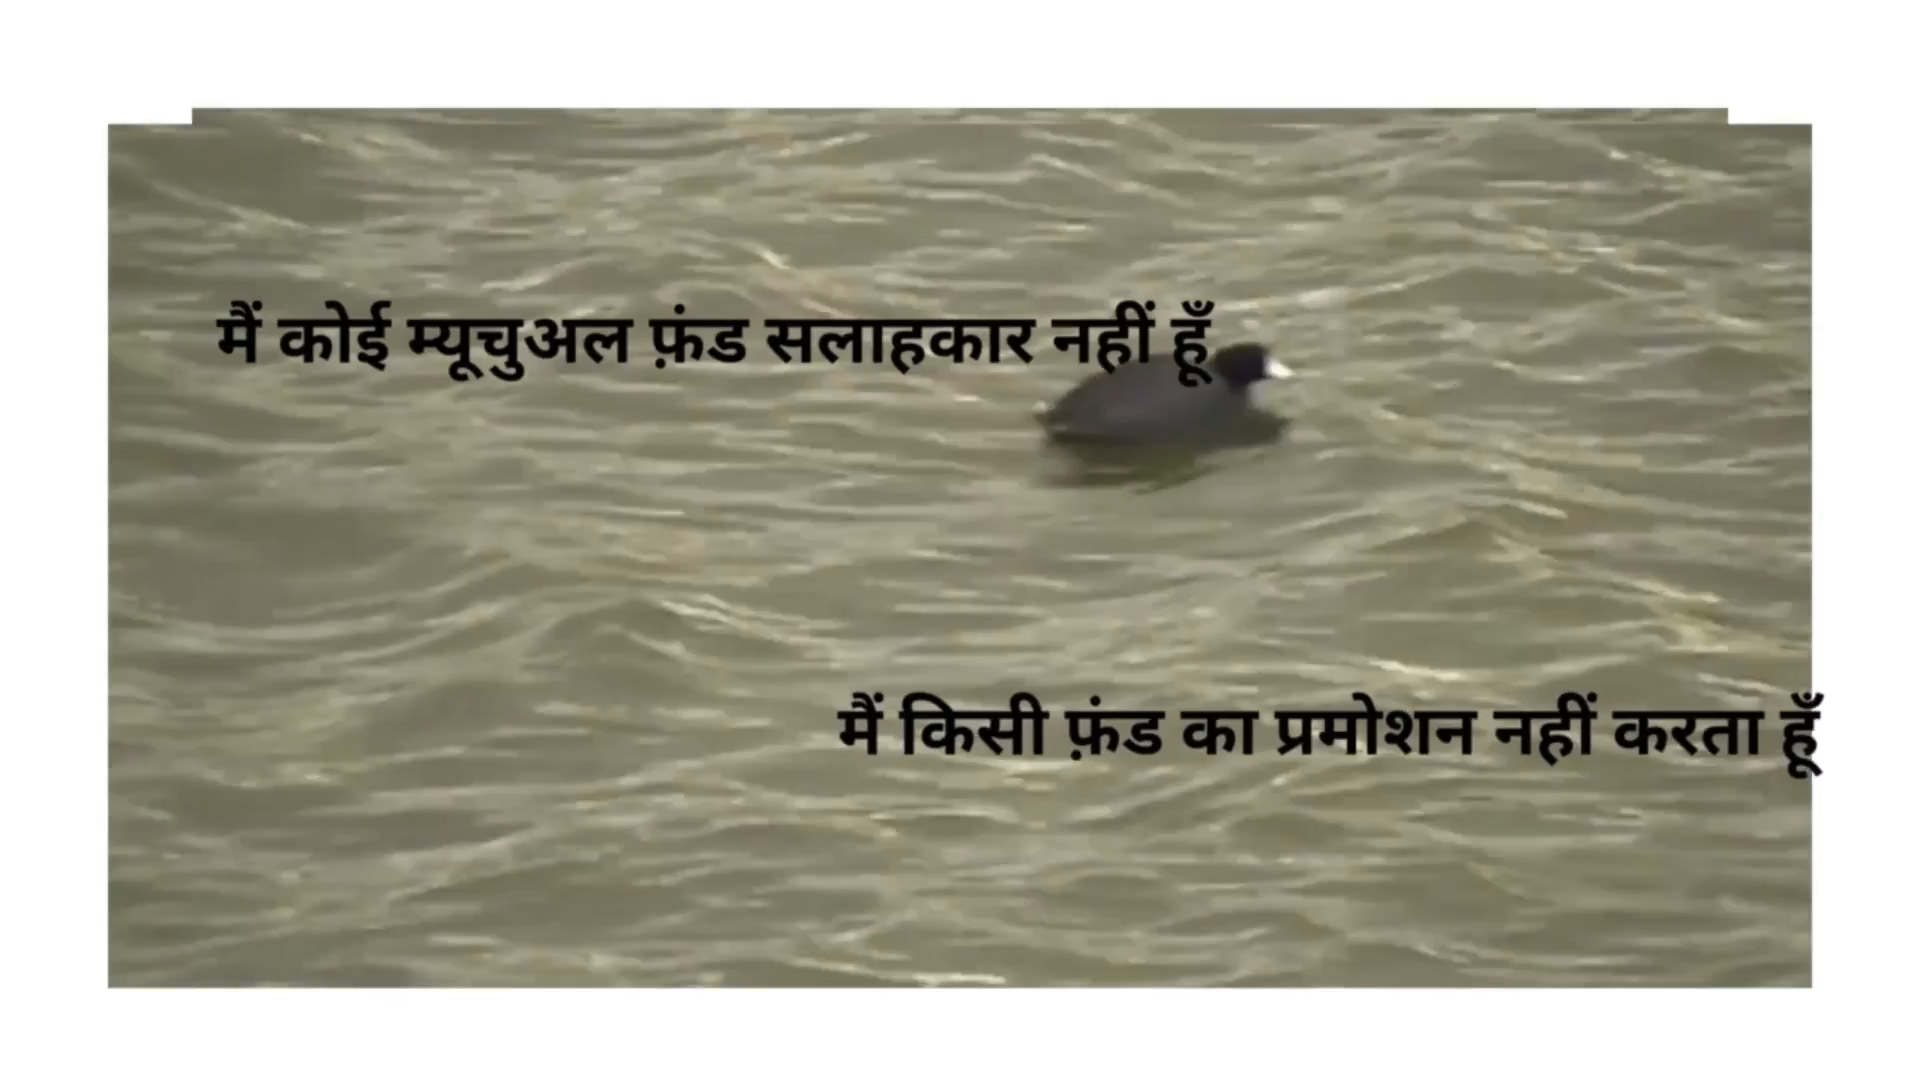 मैं कोई म्यूचुअल फ़ंड सलाहकार नहीं हूँ
मैं किसी फ़ंड का प्रमोशन नहीं करता हूँ